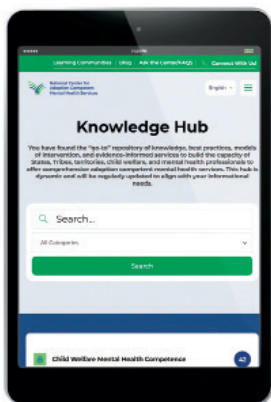 Learning Communities | Blog | Ask the Center/FAQs | Connect With Us!
National Center for
Adoption Competent
Mental Health Services
English
Knowledge Hub
You have found the "go-to" repository of knowledge, best practices, models
of intervention, and evidence-informed services to build the capacity of
States, Tribes, territories, child welfare, and mental health professionals to
offer comprehensive adoption competent mental health services. This hub is
dynamic and will be regularly updated to align with your informational
needs.
Search...
All Categories
Search
Child Welfare Mental Health Competence
42